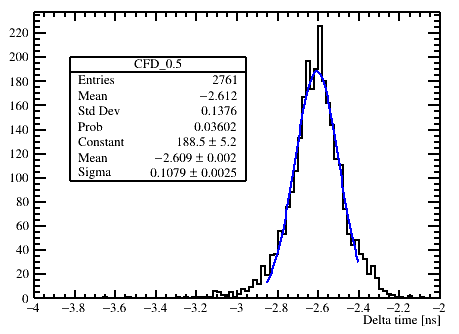 220
200
180
160
140
120
100
80
60
40
20
0
CFD_0.5
Entries 2761
Mean −2.612
Std Dev 0.1376
Prob 0.03602
Constant 188.5 ± 5.2
Mean −2.609 ± 0.002
Sigma 0.1079 ± 0.0025
−4 −3.8 −3.6 −3.4 −3.2 −3 −2.8 −2.6 −2.4 −2.2 −2
Delta time [ns]